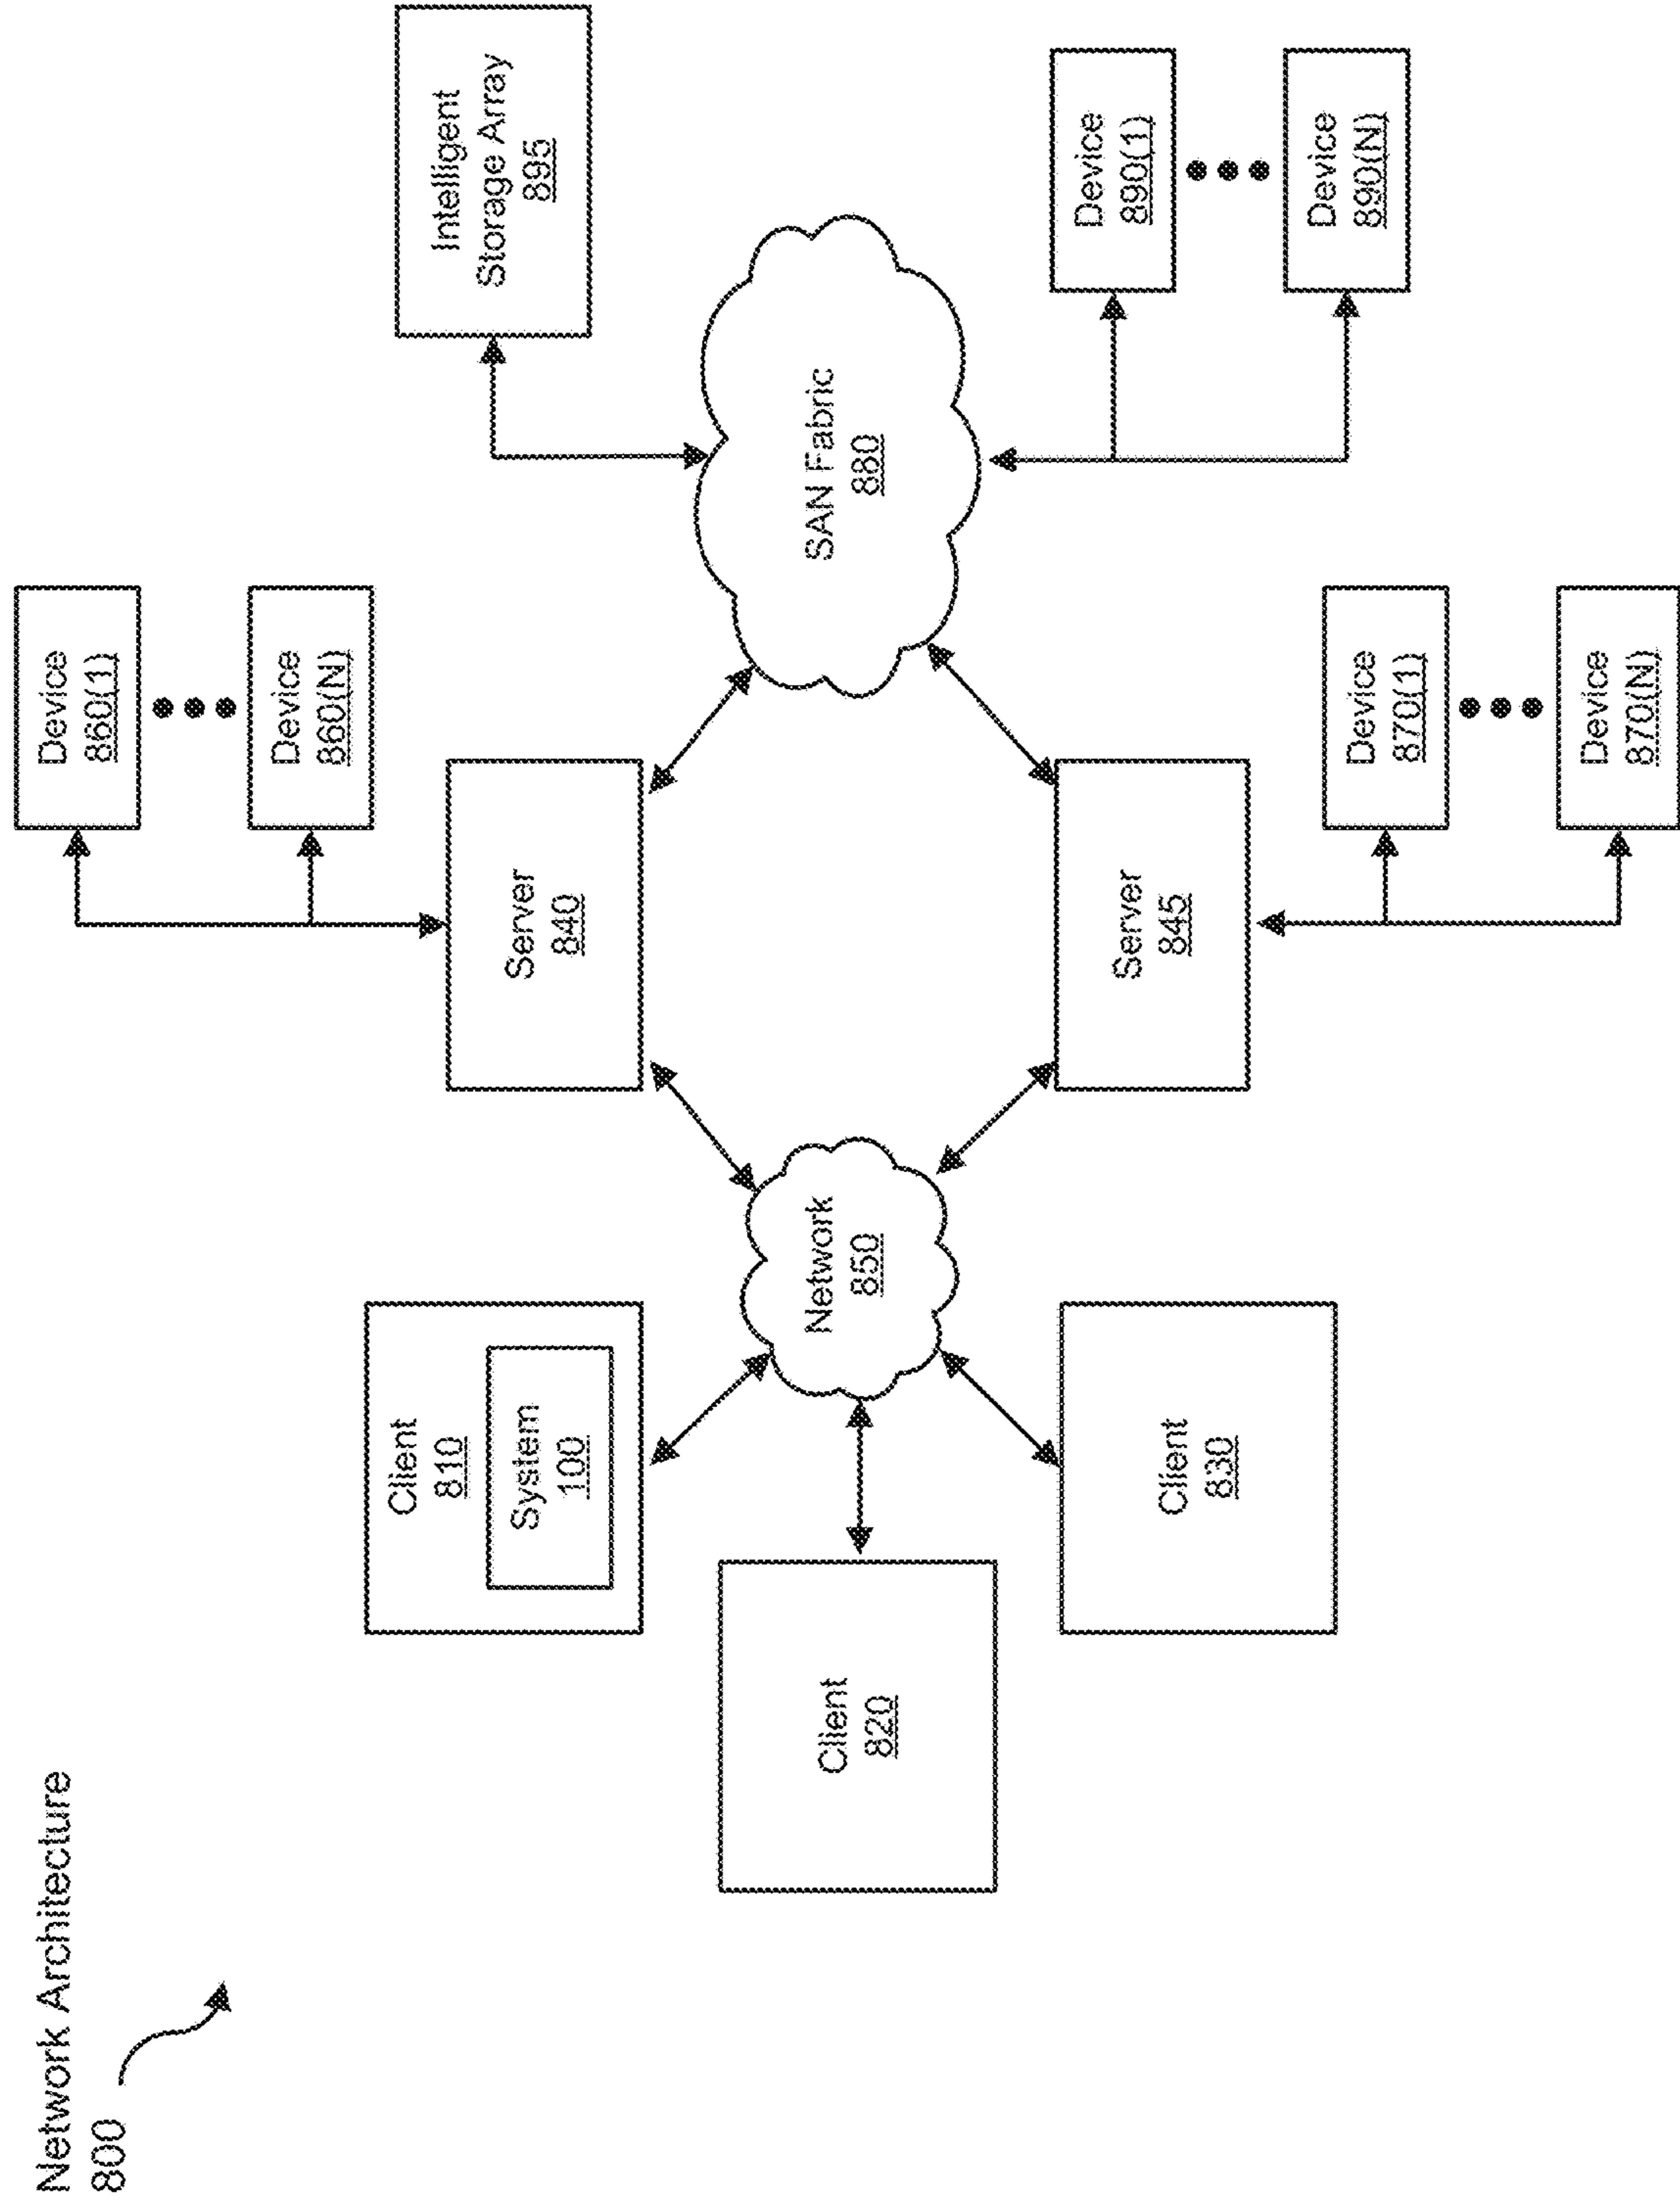 Network Architecture
800
Client
810
System
100
Client
820
Client
830
Network
850
Server
840
Server
845
Device
860(1)
Device
860(N)
Device
870(1)
Device
870(N)
SAN Fabric
880
Intelligent
Storage Array
895
Device
890(1)
Device
890(N)